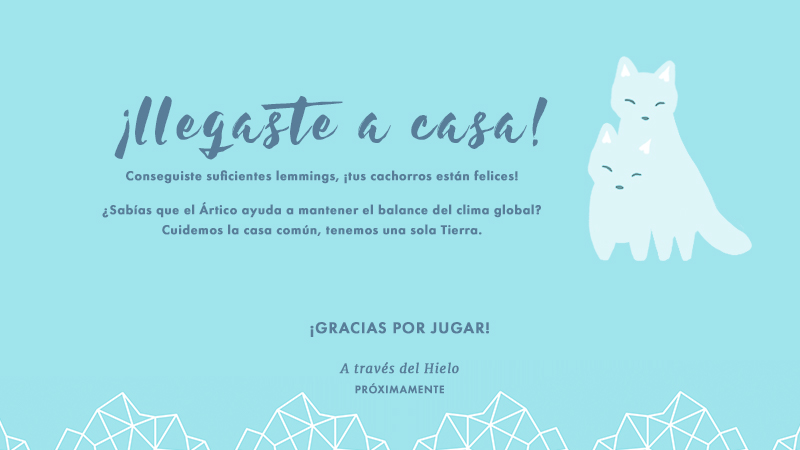 ¡llegaste a casa!
Conseguiste suficientes lemmings, ¡tus cachorros están felices!
¿Sabías que el Ártico ayuda a mantener el balance del clima global?
Cuidemos la casa común, tenemos una sola Tierra.
¡GRACIAS POR JUGAR!
A través del Hielo
PRÓXIMAMENTE